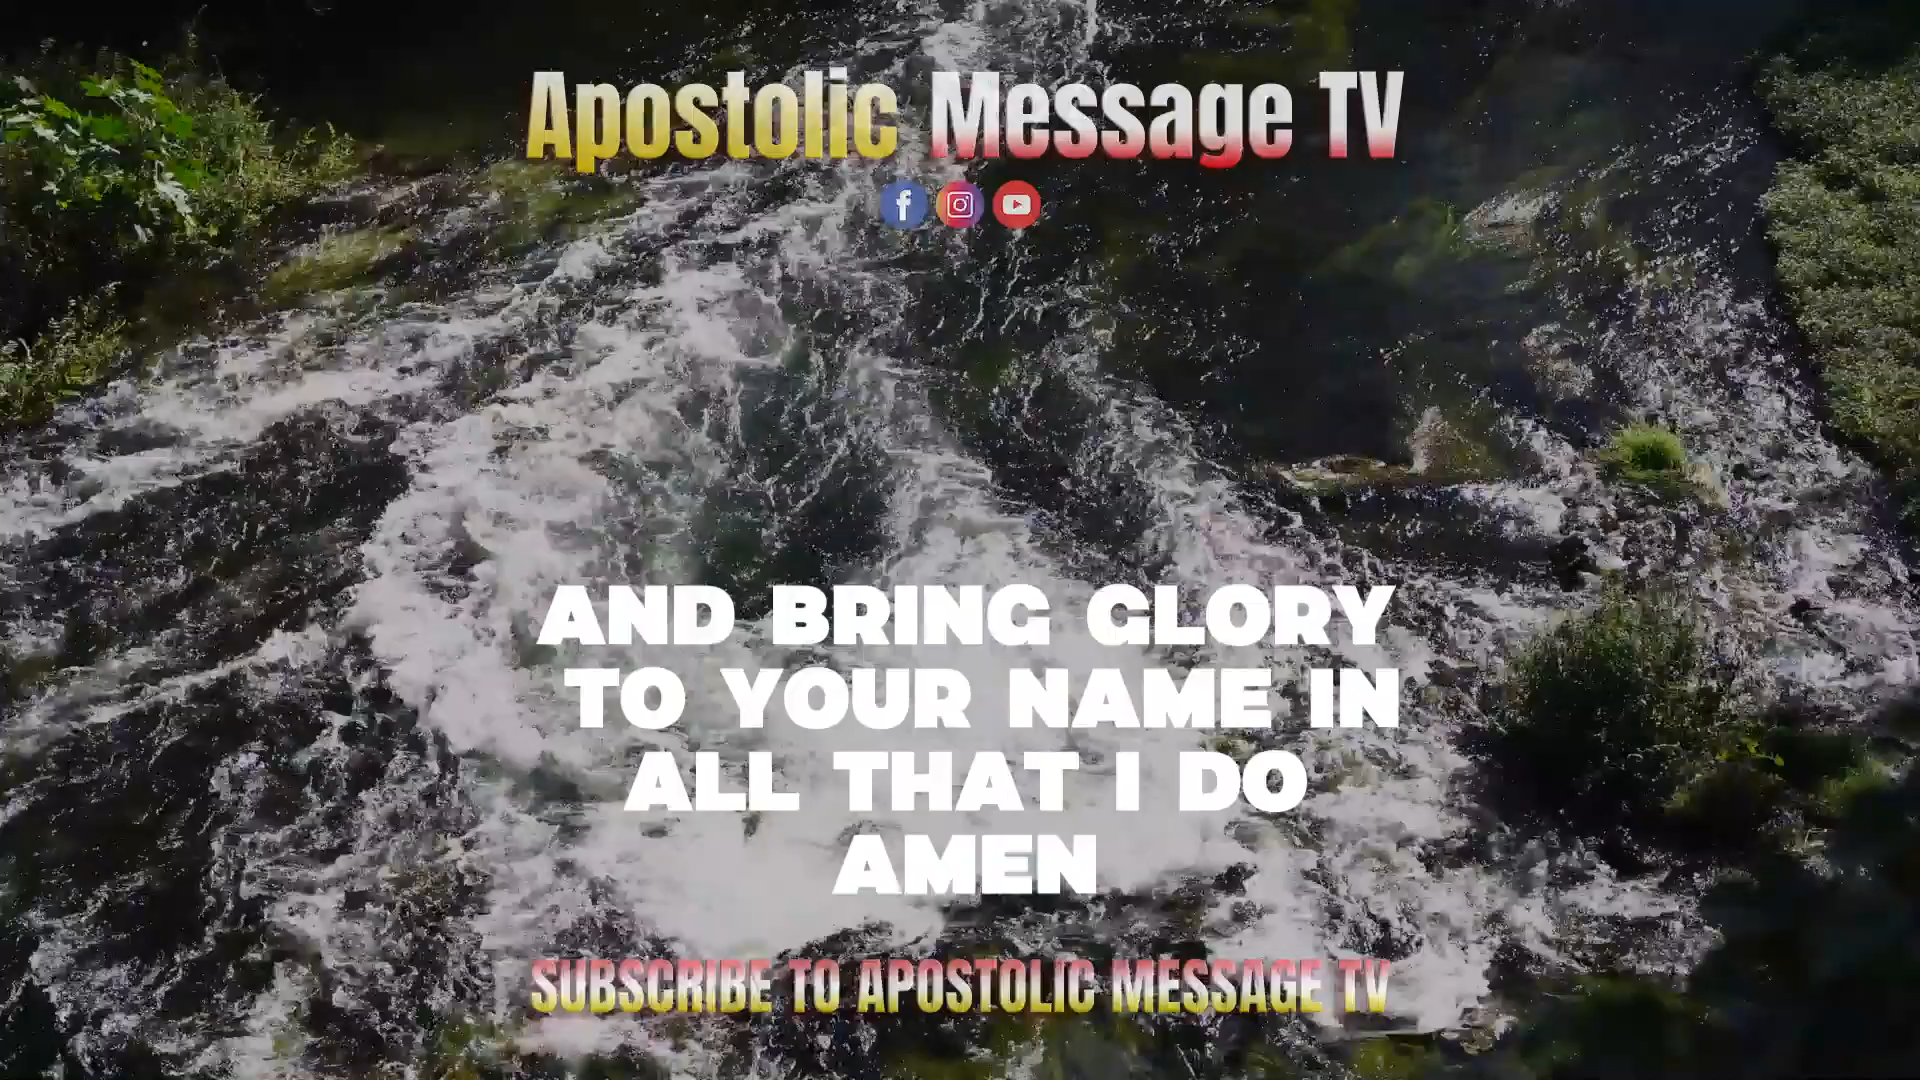 Apostolic Message TV
AND BRING GLORY
TO YOUR NAME IN
ALL THAT I DO
AMEN
SUBSCRIBE TO APOSTOLIC MESSAGE TV